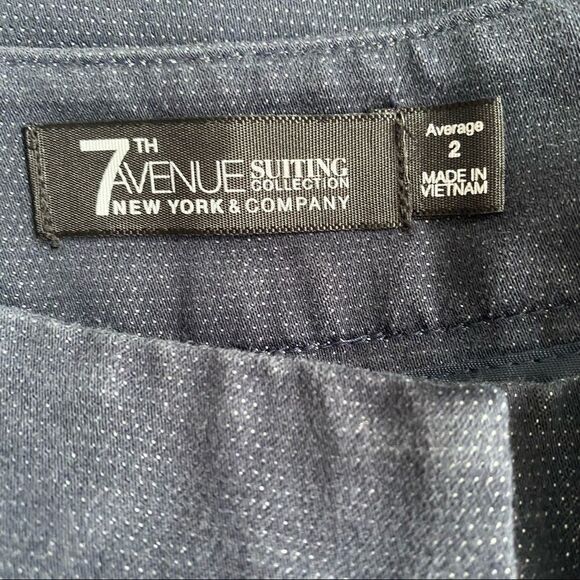 7TH AVENUE SUITING COLLECTION
NEW YORK & COMPANY
Average
2
MADE IN
VIETNAM